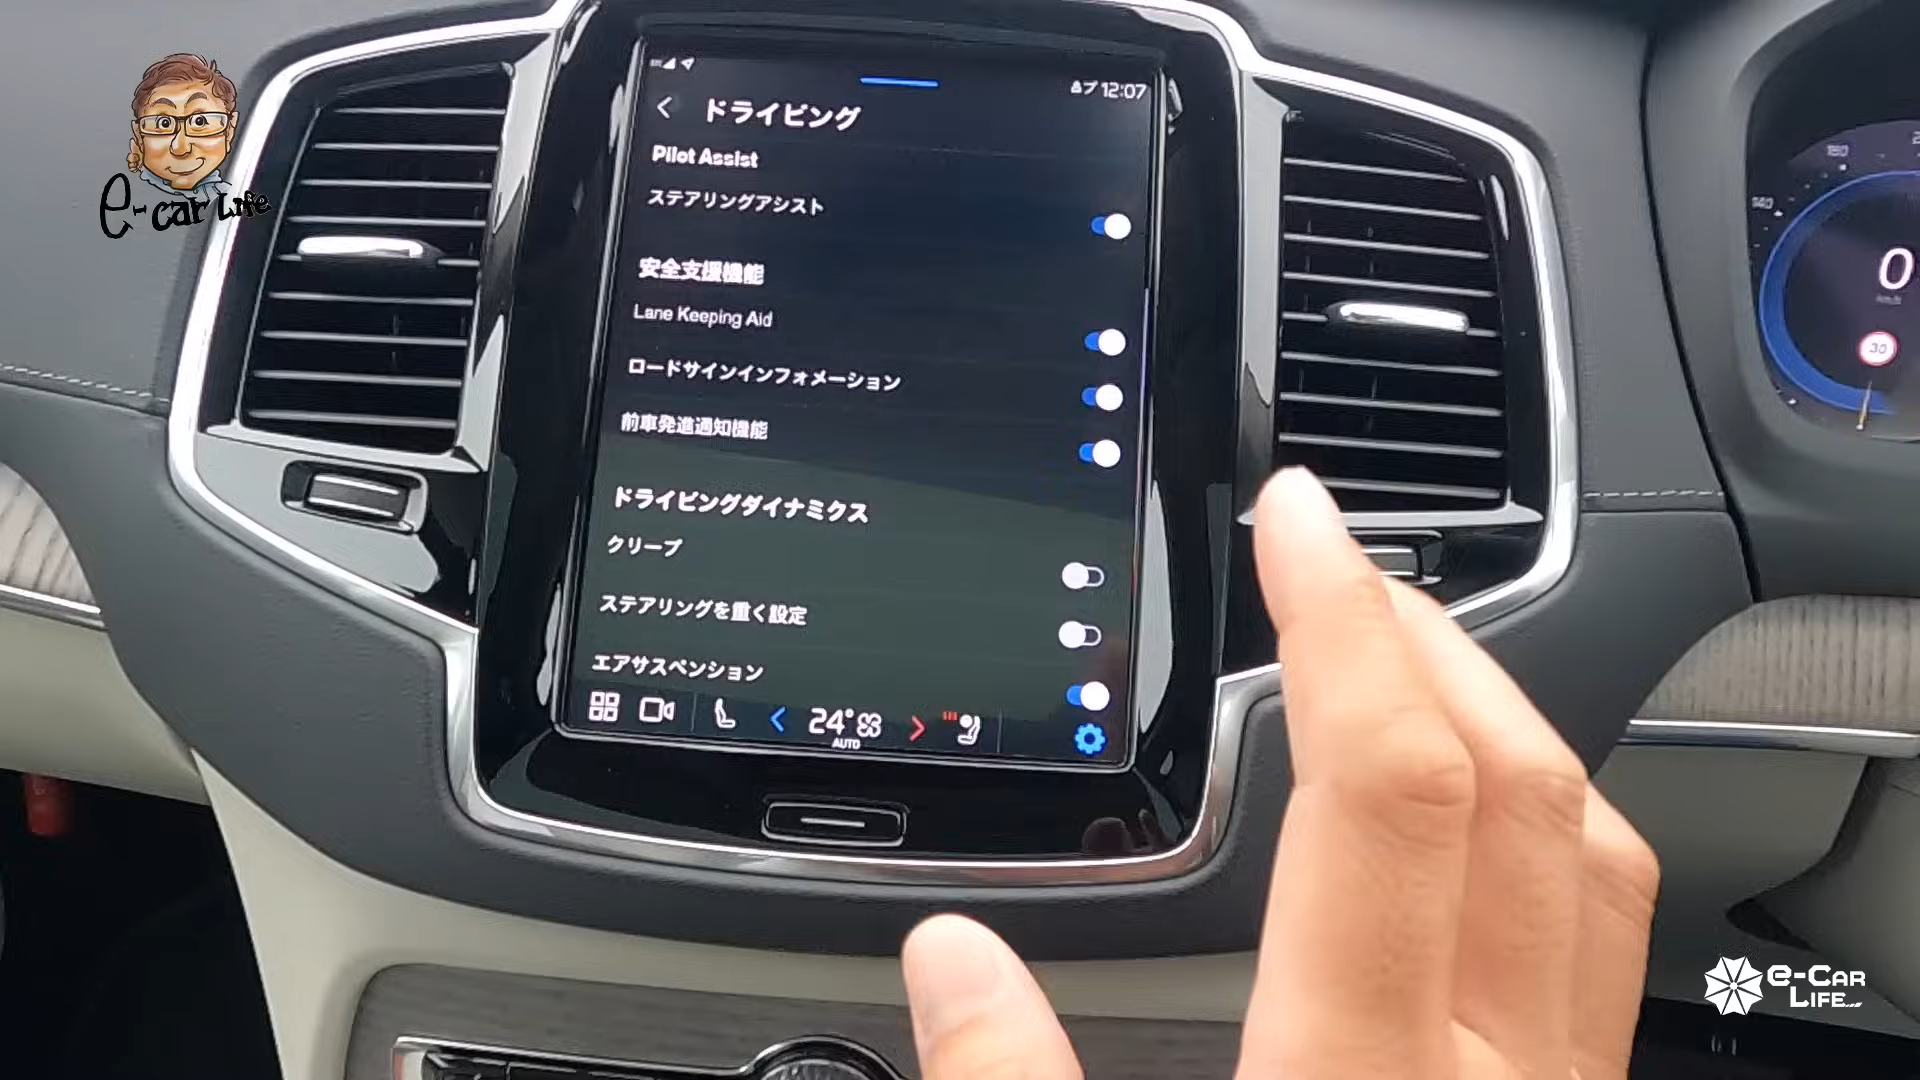 e-car Life
12:07
ドライビング
Pilot Assist
ステアリングアシスト
安全支援機能
Lane Keeping Aid
ロードサインインフォメーション
前車発進通知機能
ドライビングダイナミクス
クリープ
ステアリングを重く設定
エアサスペンション
24°
AUTO
160
140
0
km/h
30
e-CAR
LIFE